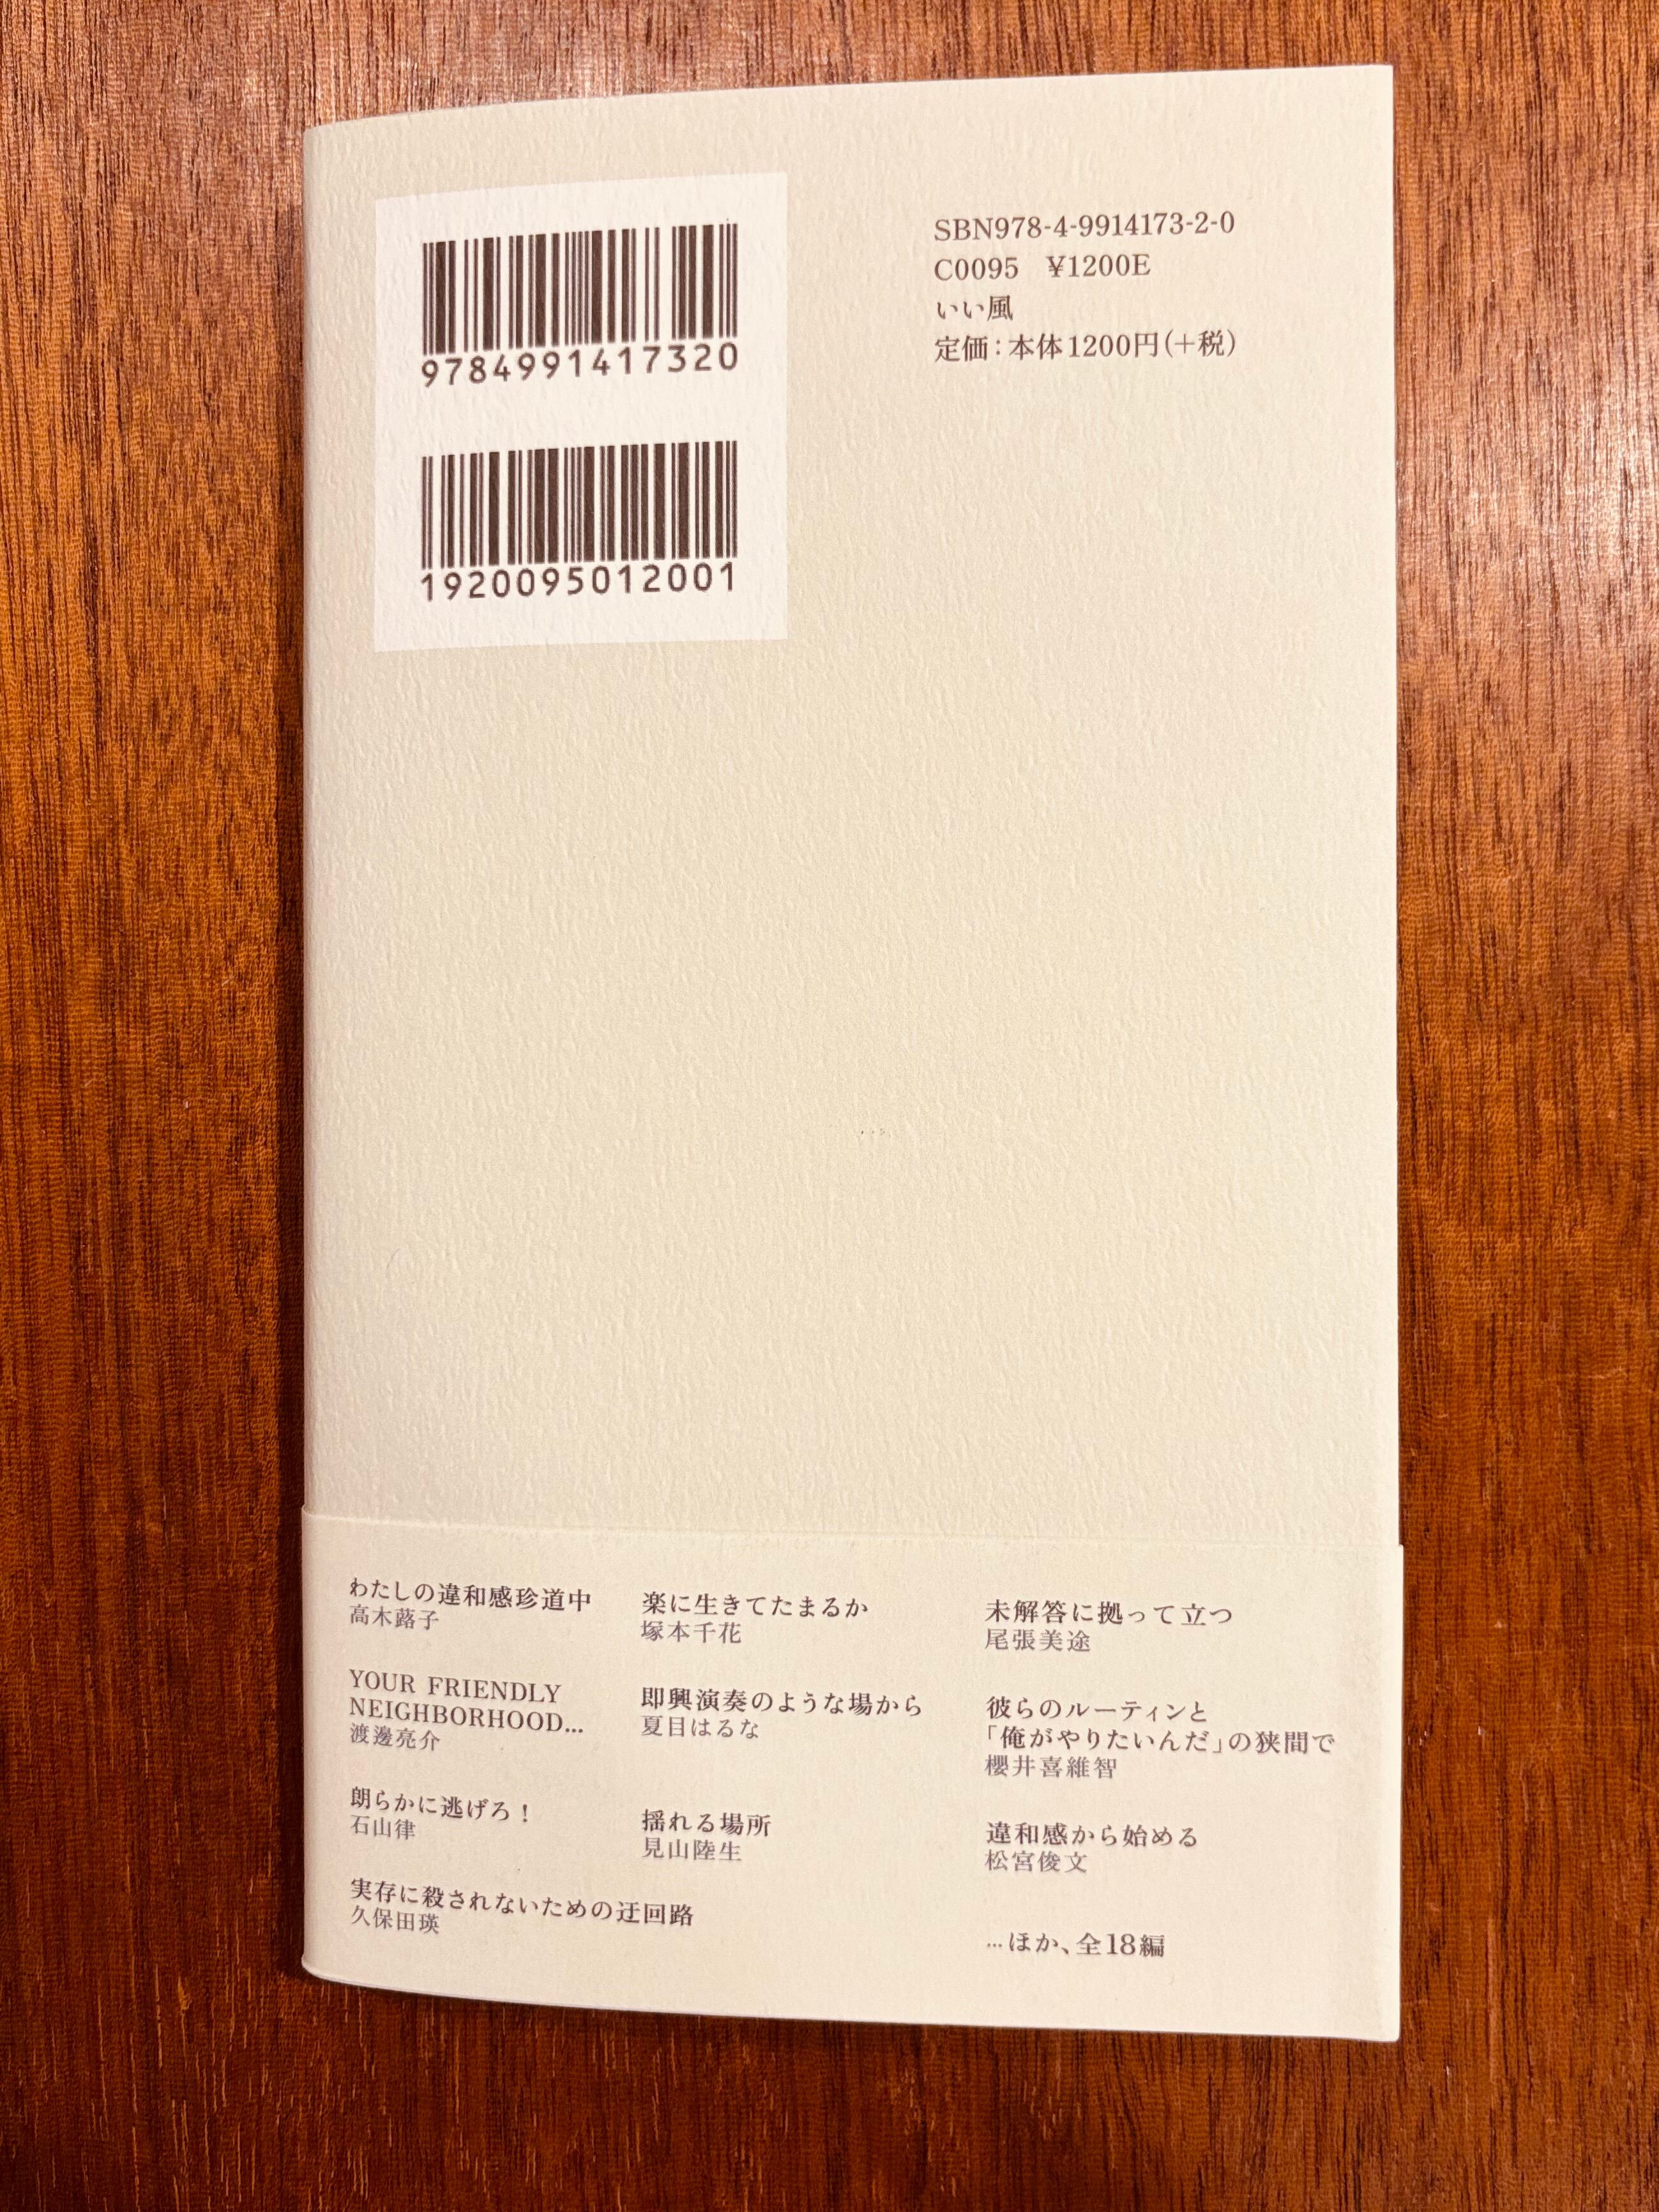 9784991417320
1920095012001
SBN978-4-9914173-2-0
C0095 ¥1200E
いい風
定価：本体1200円（＋税）
わたしの違和感珍道中
高木蕗子
YOUR FRIENDLY
NEIGHBORHOOD…
渡邊亮介
朗らかに逃げろ！
石山律
実存に殺されないための迂回路
久保田瑛
楽に生きてたまるか
塚本千花
即興演奏のような場から
夏目はるな
揺れる場所
見山陸生
未解答に拠って立つ
尾張美途
彼らのルーティンと
「俺がやりたいんだ」の狭間で
櫻井喜維智
違和感から始める
松宮俊文
…ほか、全18編